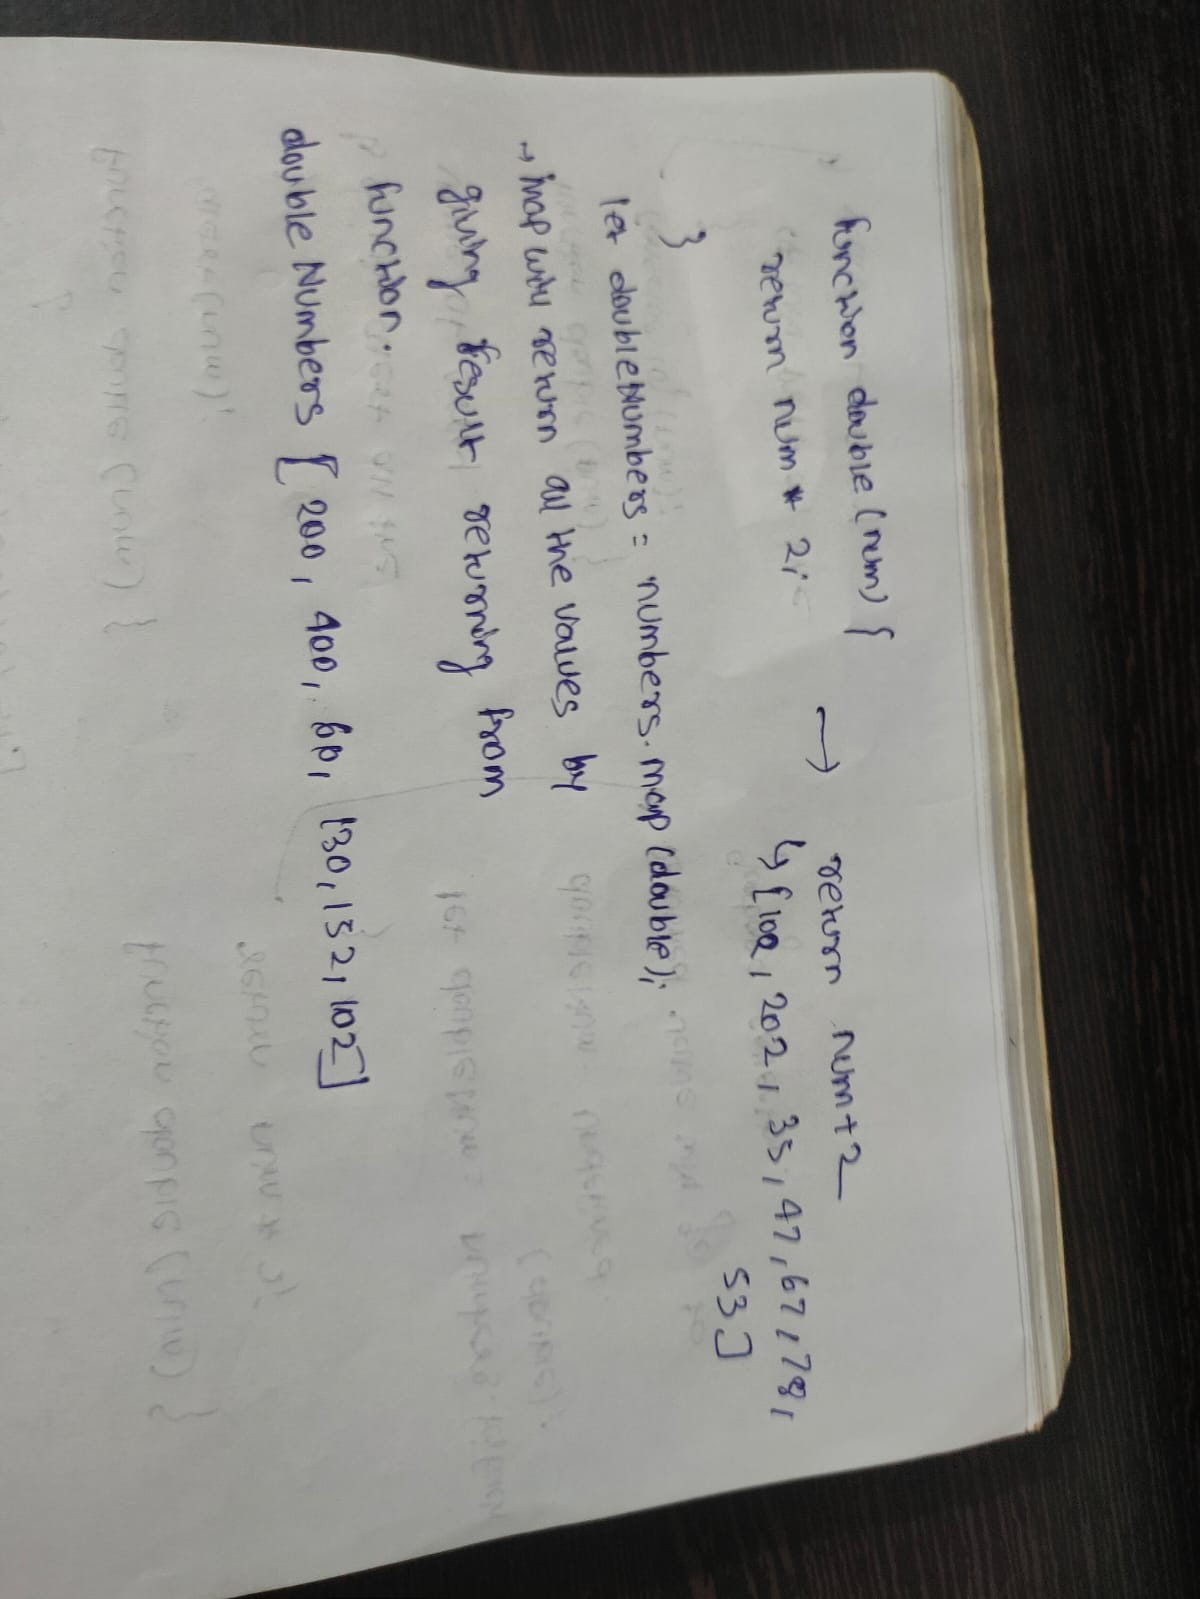 function double(num) {
return num * 2; → return num+2
↳ [102, 202, 35, 47, 67, 78,
53]
}
let doubleNumbers = numbers.map(double);
→ map will return all the values by
giving result returning from
function.
double Numbers [200, 400, 60, 130, 152, 102]